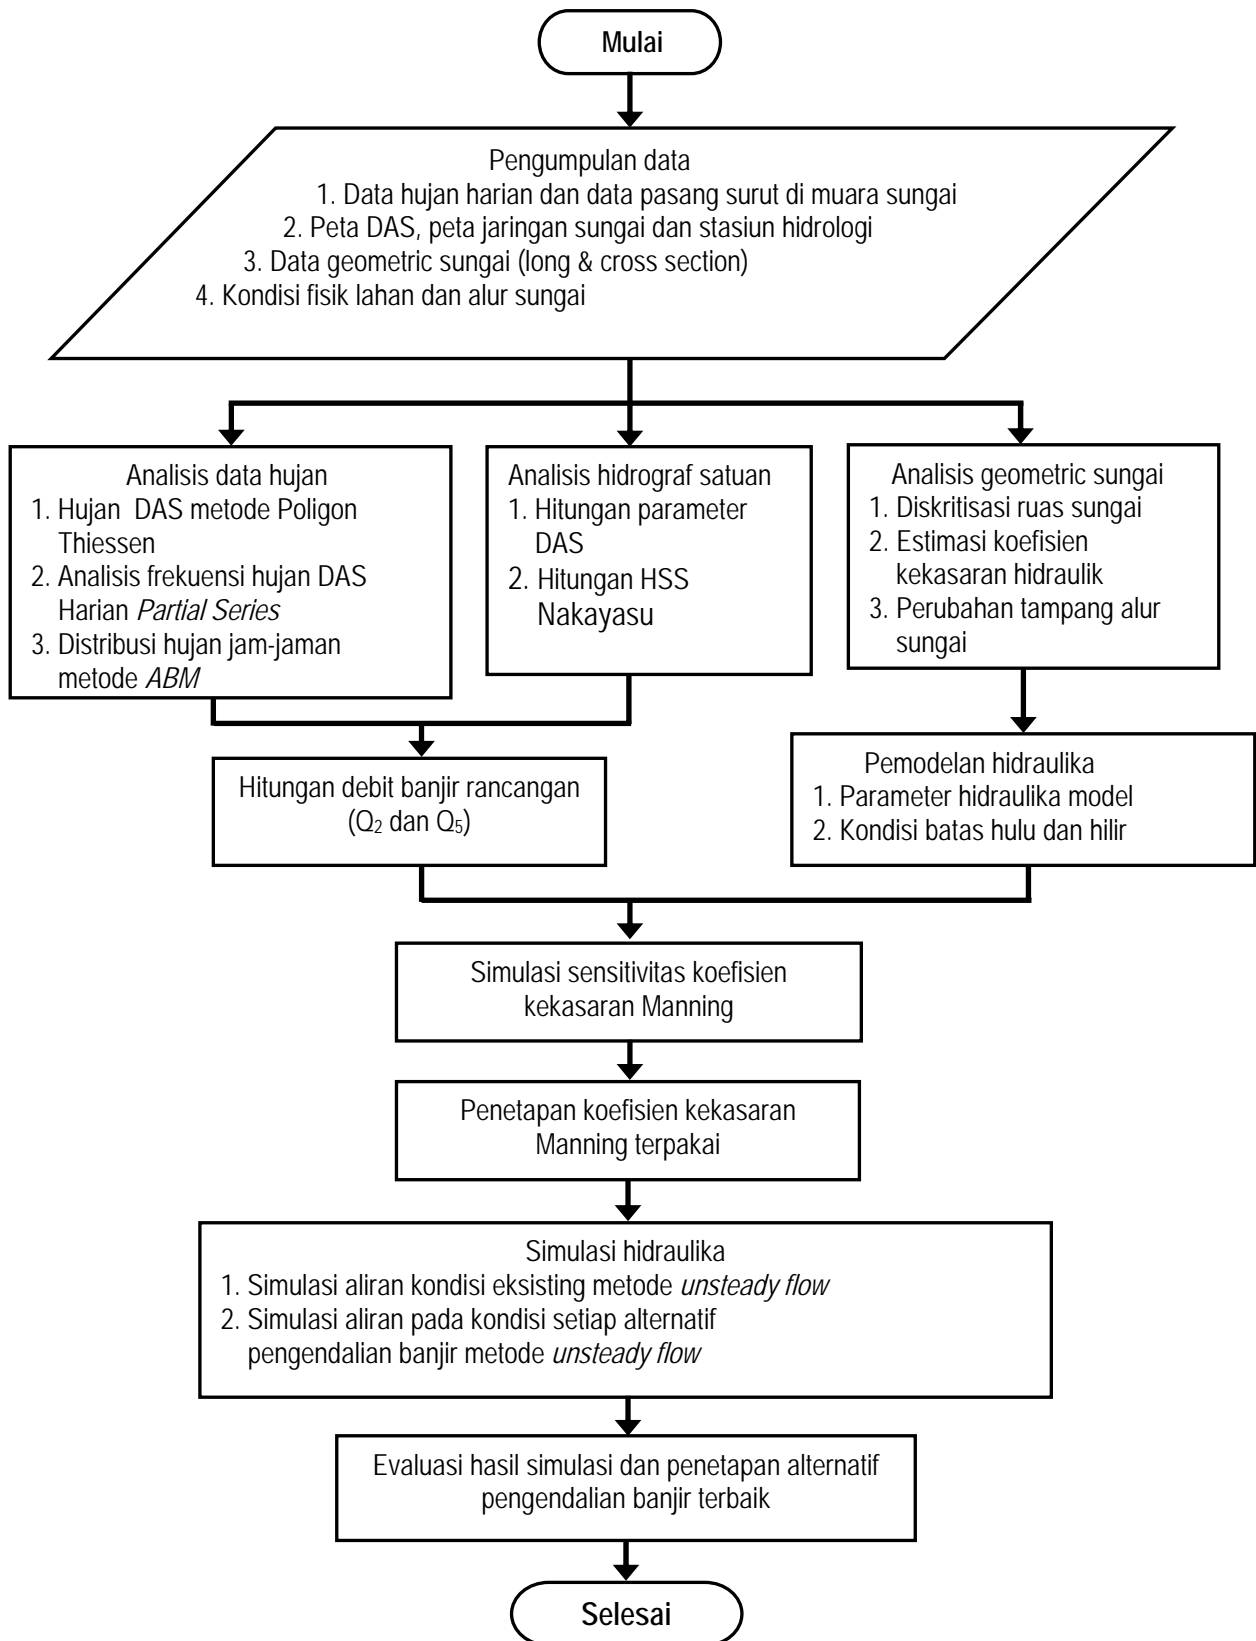 Mulai
Pengumpulan data
1. Data hujan harian dan data pasang surut di muara sungai
2. Peta DAS, peta jaringan sungai dan stasiun hidrologi
3. Data geometric sungai (long & cross section)
4. Kondisi fisik lahan dan alur sungai
Analisis data hujan
1. Hujan DAS metode Poligon
Thiessen
2. Analisis frekuensi hujan DAS
Harian Partial Series
3. Distribusi hujan jam-jaman
metode ABM
Analisis hidrograf satuan
1. Hitungan parameter
DAS
2. Hitungan HSS
Nakayasu
Analisis geometric sungai
1. Diskritisasi ruas sungai
2. Estimasi koefisien
kekasaran hidraulik
3. Perubahan tampang alur
sungai
Hitungan debit banjir rancangan
(Q₂ dan Q₅)
Pemodelan hidraulika
1. Parameter hidraulika model
2. Kondisi batas hulu dan hilir
Simulasi sensitivitas koefisien
kekasaran Manning
Penetapan koefisien kekasaran
Manning terpakai
Simulasi hidraulika
1. Simulasi aliran kondisi eksisting metode unsteady flow
2. Simulasi aliran pada kondisi setiap alternatif
pengendalian banjir metode unsteady flow
Evaluasi hasil simulasi dan penetapan alternatif
pengendalian banjir terbaik
Selesai